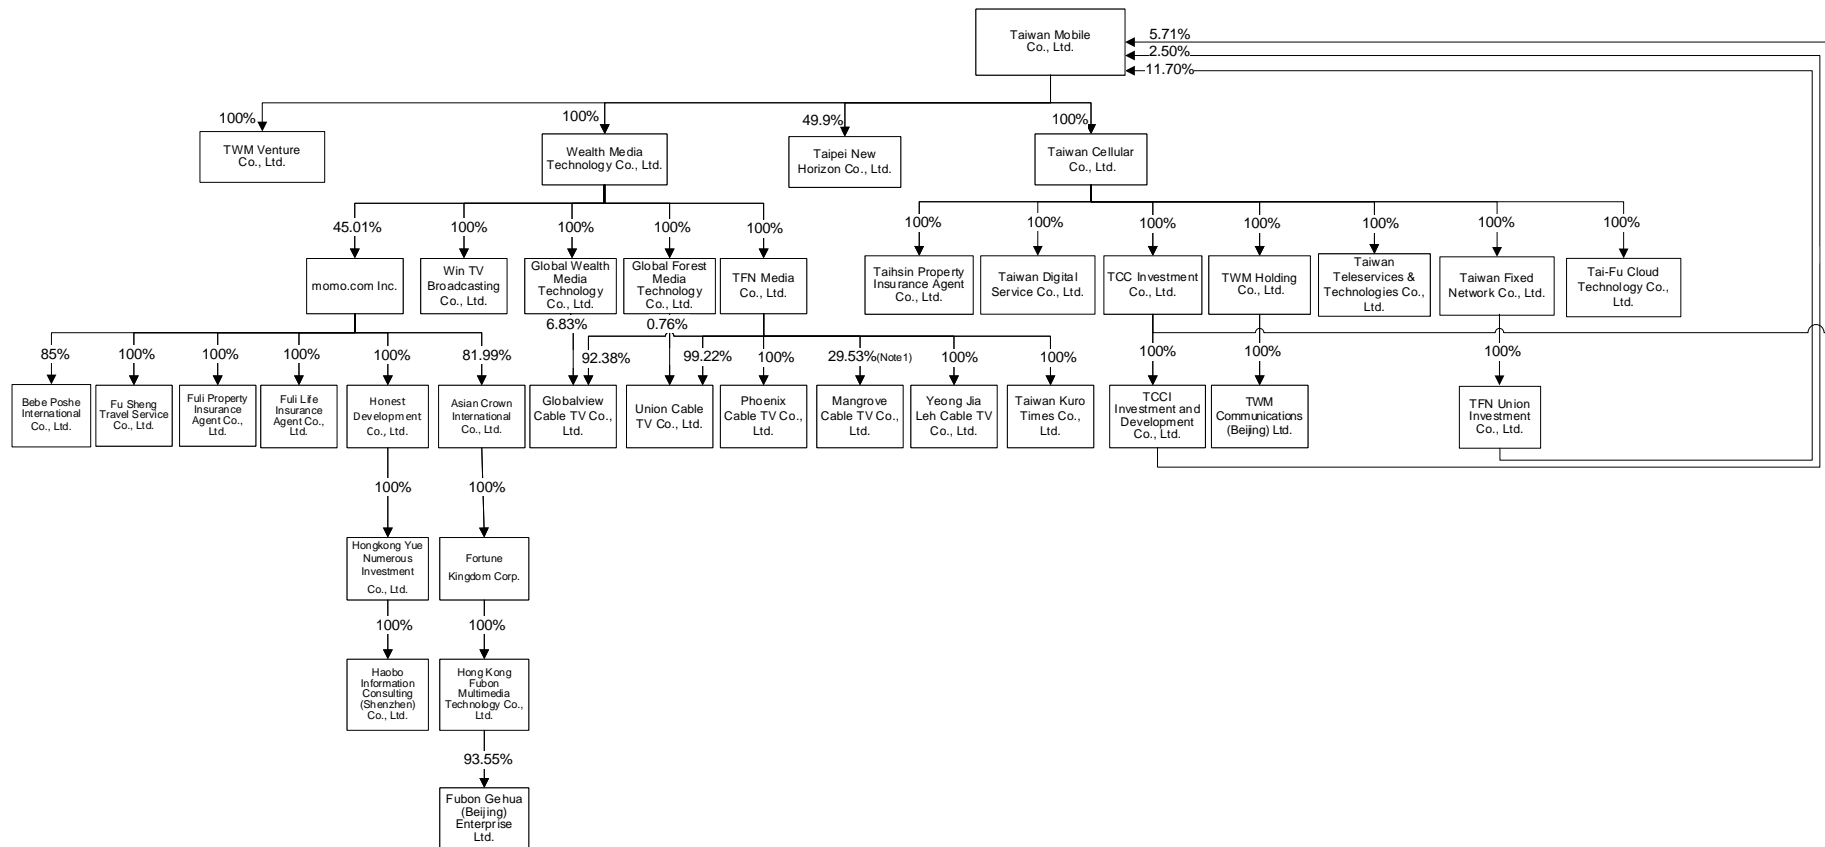 Taiwan Mobile
Co., Ltd.
5.71%
2.50%
11.70%
100%
100%
49.9%
100%
TWM Venture
Co., Ltd.
Wealth Media
Technology Co., Ltd.
Taipei New
Horizon Co., Ltd.
Taiwan Cellular
Co., Ltd.
45.01%
100%
100%
100%
100%
100%
100%
100%
100%
100%
100%
100%
momo.com Inc.
Win TV
Broadcasting
Co., Ltd.
Global Wealth
Media
Technology
Co., Ltd.
Global Forest
Media
Technology
Co., Ltd.
TFN Media
Co., Ltd.
Taihsin Property
Insurance Agent
Co., Ltd.
Taiwan Digital
Service Co., Ltd.
TCC Investment
Co., Ltd.
TWM Holding
Co., Ltd.
Taiwan
Teleservices &
Technologies Co.,
Ltd.
Taiwan Fixed
Network Co., Ltd.
Tai-Fu Cloud
Technology Co.,
Ltd.
6.83%
0.76%
85%
100%
100%
100%
100%
81.99%
92.38%
99.22%
100%
29.53%(Note1)
100%
100%
100%
100%
100%
Bebe Poshe
International
Co., Ltd.
Fu Sheng
Travel Service
Co., Ltd.
Fuli Property
Insurance
Agent Co.,
Ltd.
Fuli Life
Insurance
Agent Co.,
Ltd.
Honest
Development
Co., Ltd.
Asian Crown
International
Co., Ltd.
Globalview
Cable TV Co.,
Ltd.
Union Cable
TV Co., Ltd.
Phoenix
Cable TV Co.,
Ltd.
Mangrove
Cable TV Co.,
Ltd.
Yeong Jia
Leh Cable TV
Co., Ltd.
Taiwan Kuro
Times Co.,
Ltd.
TCCI
Investment and
Development
Co., Ltd.
TWM
Communications
(Beijing) Ltd.
TFN Union
Investment
Co., Ltd.
100%
100%
Hongkong Yue
Numerous
Investment
Co., Ltd.
Fortune
Kingdom Corp.
100%
100%
Haobo
Information
Consulting
(Shenzhen)
Co., Ltd.
Hong Kong
Fubon
Multimedia
Technology Co.,
Ltd.
93.55%
Fubon Gehua
(Beijing)
Enterprise
Ltd.